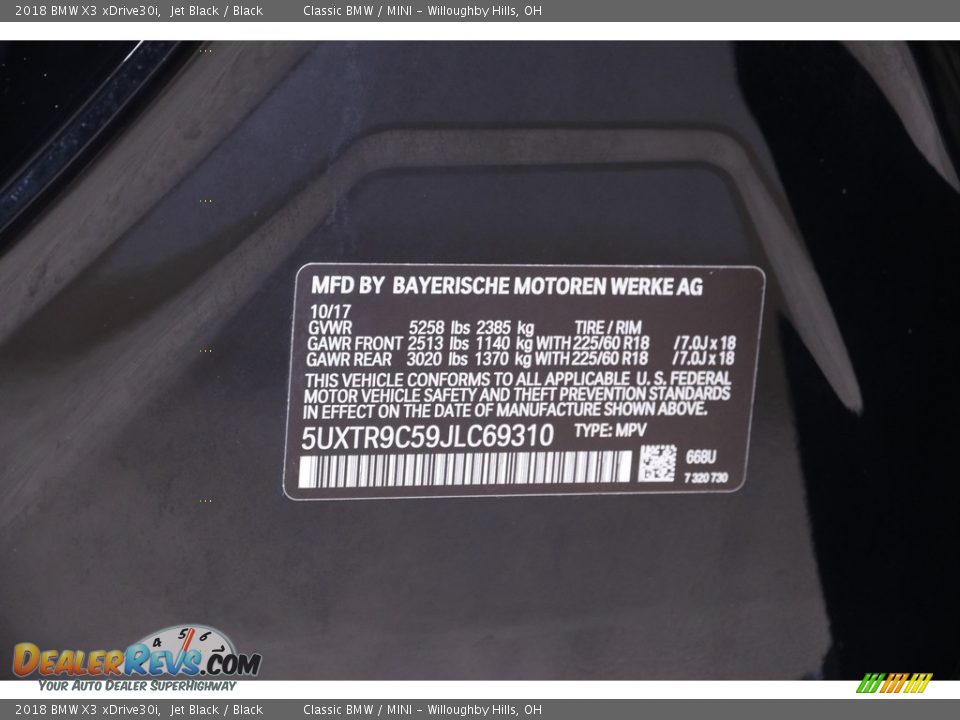 2018 BMW X3 xDrive30i, Jet Black / Black Classic BMW / MINI – Willoughby Hills, OH
MFD BY BAYERISCHE MOTOREN WERKE AG
10/17
GVWR 5258 lbs 2385 kg TIRE / RIM
GAWR FRONT 2513 lbs 1140 kg WITH 225/60 R18 /7.0J x 18
GAWR REAR 3020 lbs 1370 kg WITH 225/60 R18 /7.0J x 18
THIS VEHICLE CONFORMS TO ALL APPLICABLE U. S. FEDERAL
MOTOR VEHICLE SAFETY AND THEFT PREVENTION STANDARDS
IN EFFECT ON THE DATE OF MANUFACTURE SHOWN ABOVE.
5UXTR9C59JLC69310 TYPE: MPV
668U
7 320 730
4 5 6 7
DEALERREVS.COM
YOUR AUTO DEALER SUPERHIGHWAY
2018 BMW X3 xDrive30i, Jet Black / Black Classic BMW / MINI – Willoughby Hills, OH